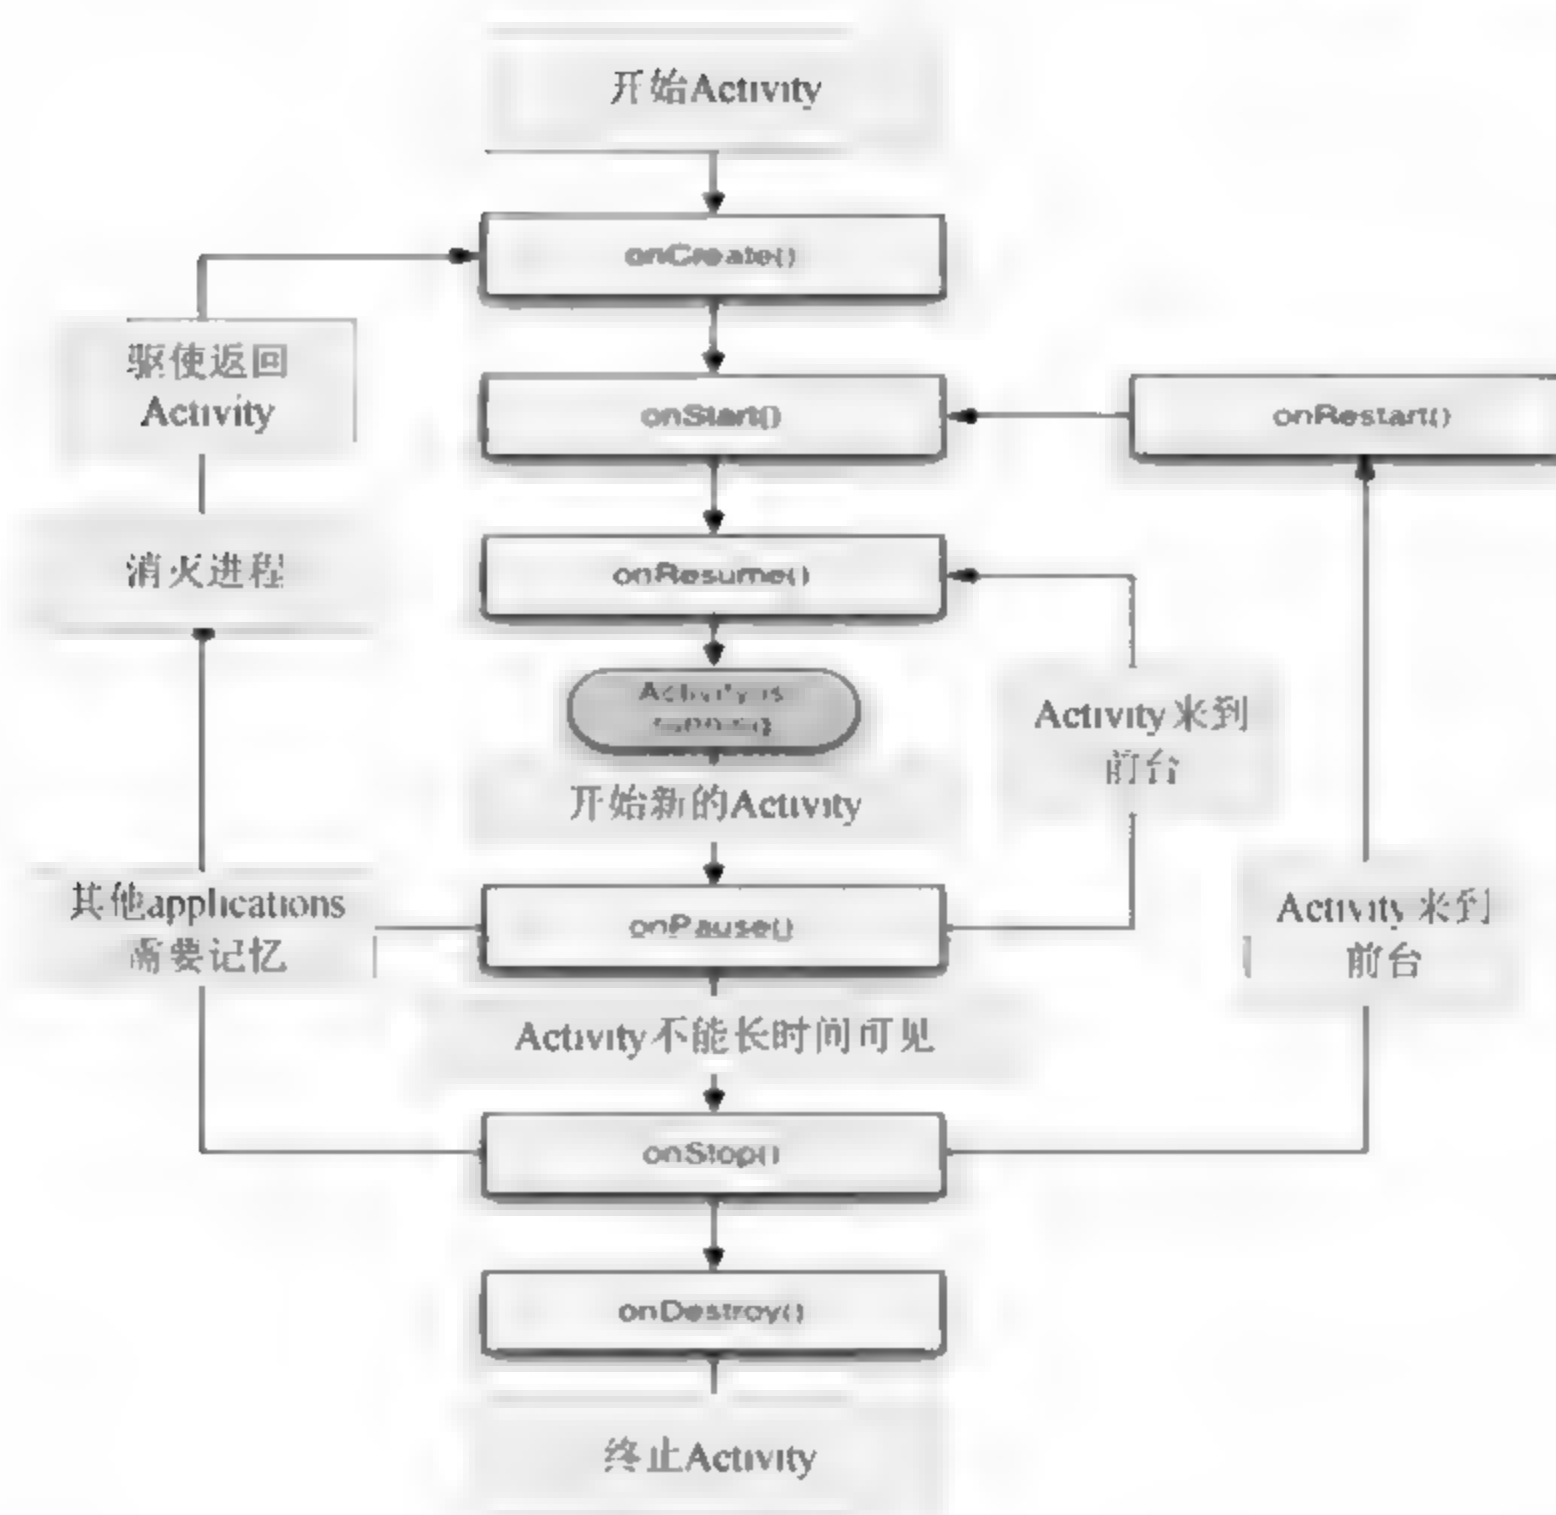 开始Activity
onCreate()
驱使返回
Activity
onStart()
onRestart()
消灭进程
onResume()
Activity is
Activity来到
前台
开始新的Activity
其他applications
需要记忆
onPause()
Activity来到
前台
Activity不能长时间可见
onStop()
onDestroy()
终止Activity